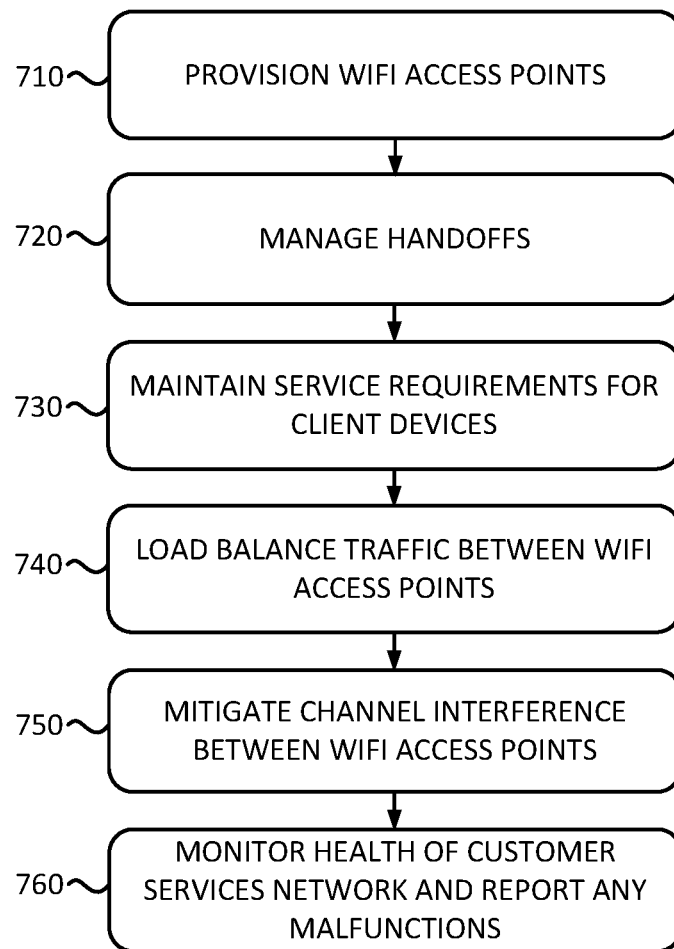 710
PROVISION WIFI ACCESS POINTS
720
MANAGE HANDOFFS
730
MAINTAIN SERVICE REQUIREMENTS FOR
CLIENT DEVICES
740
LOAD BALANCE TRAFFIC BETWEEN WIFI
ACCESS POINTS
750
MITIGATE CHANNEL INTERFERENCE
BETWEEN WIFI ACCESS POINTS
760
MONITOR HEALTH OF CUSTOMER
SERVICES NETWORK AND REPORT ANY
MALFUNCTIONS